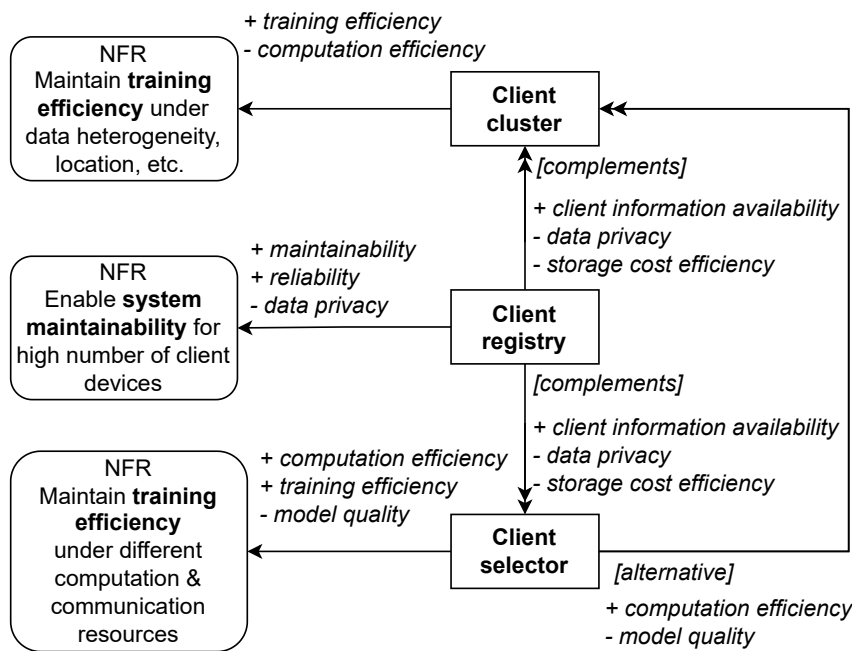 + training efficiency
- computation efficiency
NFR
Maintain training
efficiency under
data heterogeneity,
location, etc.
Client
cluster
[complements]
+ client information availability
- data privacy
- storage cost efficiency
+ maintainability
+ reliability
- data privacy
NFR
Enable system
maintainability for
high number of client
devices
Client
registry
[complements]
+ client information availability
- data privacy
- storage cost efficiency
+ computation efficiency
+ training efficiency
- model quality
NFR
Maintain training
efficiency
under different
computation &
communication
resources
Client
selector
[alternative]
+ computation efficiency
- model quality